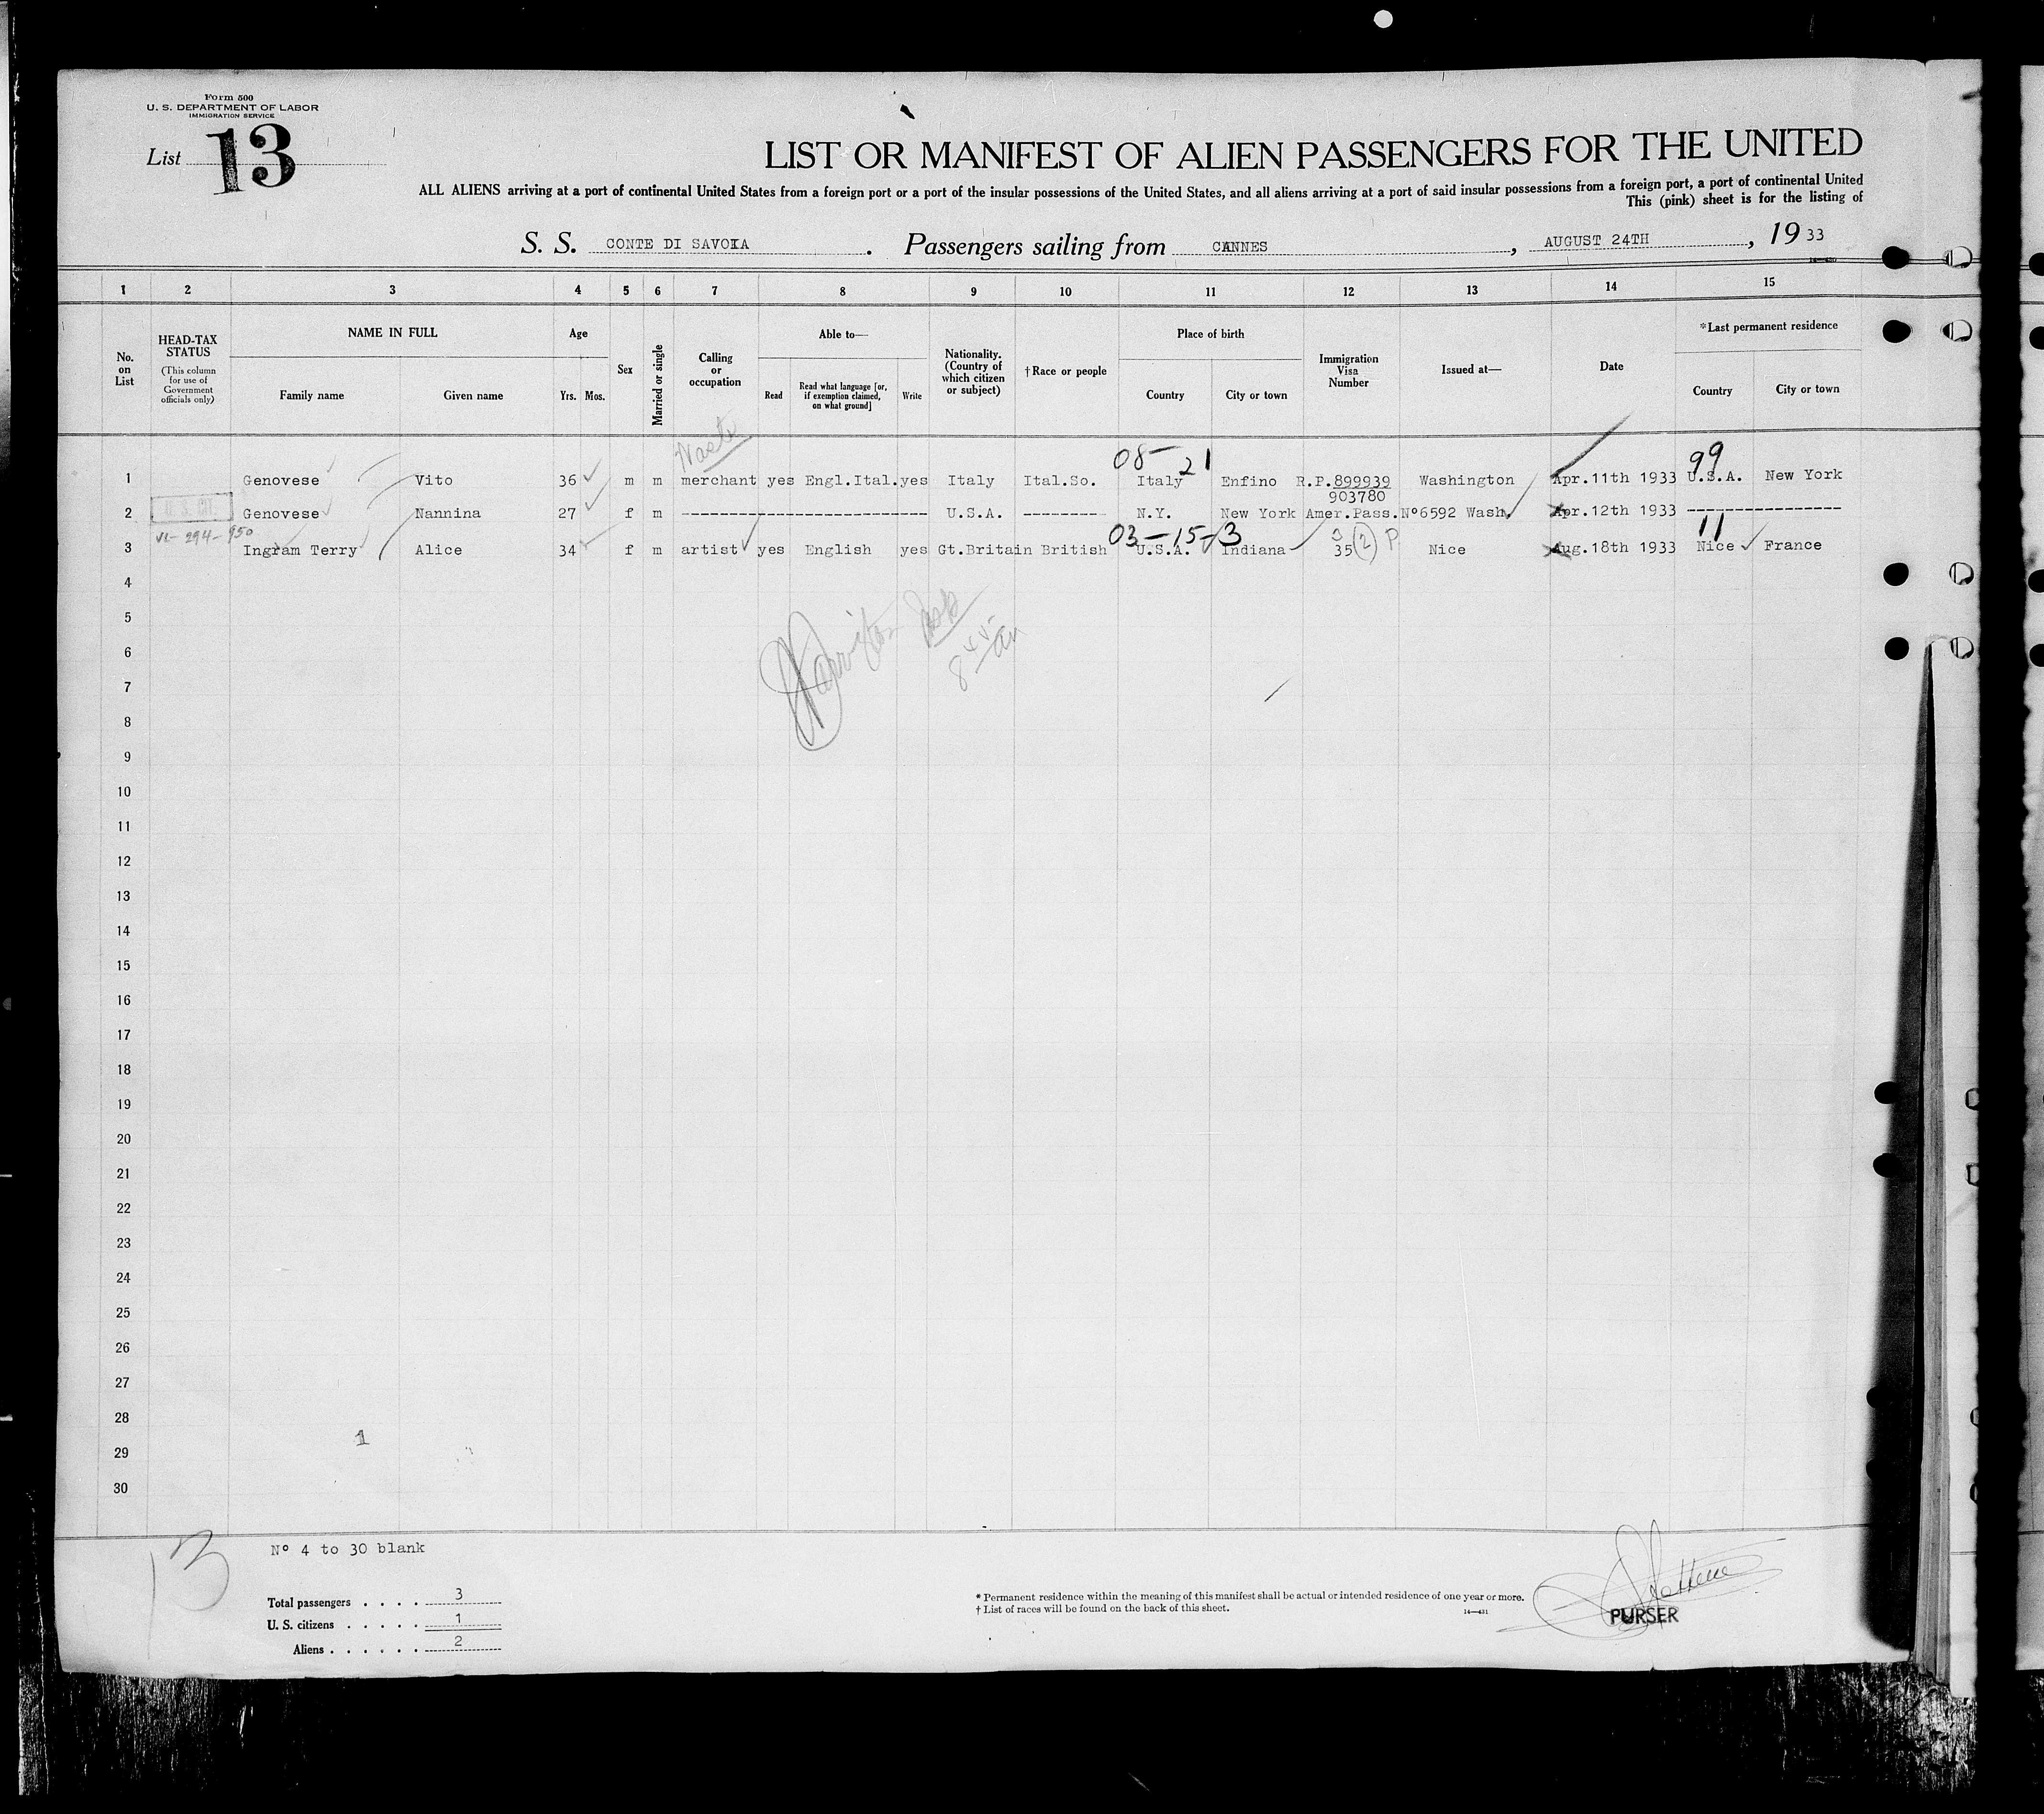 Form 500
U. S. DEPARTMENT OF LABOR
IMMIGRATION SERVICE
List 13
LIST OR MANIFEST OF ALIEN PASSENGERS FOR THE UNITED
ALL ALIENS arriving at a port of continental United States from a foreign port or a port of the insular possessions of the United States, and all aliens arriving at a port of said insular possessions from a foreign port, a port of continental United
This (pink) sheet is for the listing of
S. S. CONTE DI SAVOIA. Passengers sailing from CANNES, AUGUST 24TH, 1933
1 2 3 4 5 6 7 8 9 10 11 12 13 14 15
No. on List
HEAD-TAX STATUS
(This column for use of Government officials only)
NAME IN FULL
Family name Given name
Age
Yrs. Mos.
Sex
Married or single
Calling or occupation
Able to—
Read
Read what language [or, if exemption claimed, on what ground]
Write
Nationality. (Country of which citizen or subject)
†Race or people
Place of birth
Country City or town
Immigration Visa Number
Issued at—
Date
*Last permanent residence
Country City or town
08- 21 99
1 Genovese Vito 36 m m merchant yes Engl.Ital. yes Italy Ital.So. Italy Enfino R.P.899939 Washington Apr.11th 1933 U.S.A. New York
903780
U. S. CIT.
2 Genovese Nannina 27 f m ---------- U.S.A. --------- N.Y. New York Amer.Pass.Nº6592 Wash. Apr.12th 1933 ----------------
VL-294-950 03-15-3 3 11
3 Ingram Terry Alice 34 f m artist yes English yes Gt.Britain British U.S.A. Indiana 35 (2) P Nice Aug.18th 1933 Nice France
4
5
6
7
8 45
9
10
11
12
13
14
15
16
17
18
19
20
21
22
23
24
25
26
27
28
1
29
30
13
Nº 4 to 30 blank
Total passengers . . . . 3
U. S. citizens . . . . . 1
Aliens . . . . . . 2
* Permanent residence within the meaning of this manifest shall be actual or intended residence of one year or more.
† List of races will be found on the back of this sheet.
14—431
PURSER